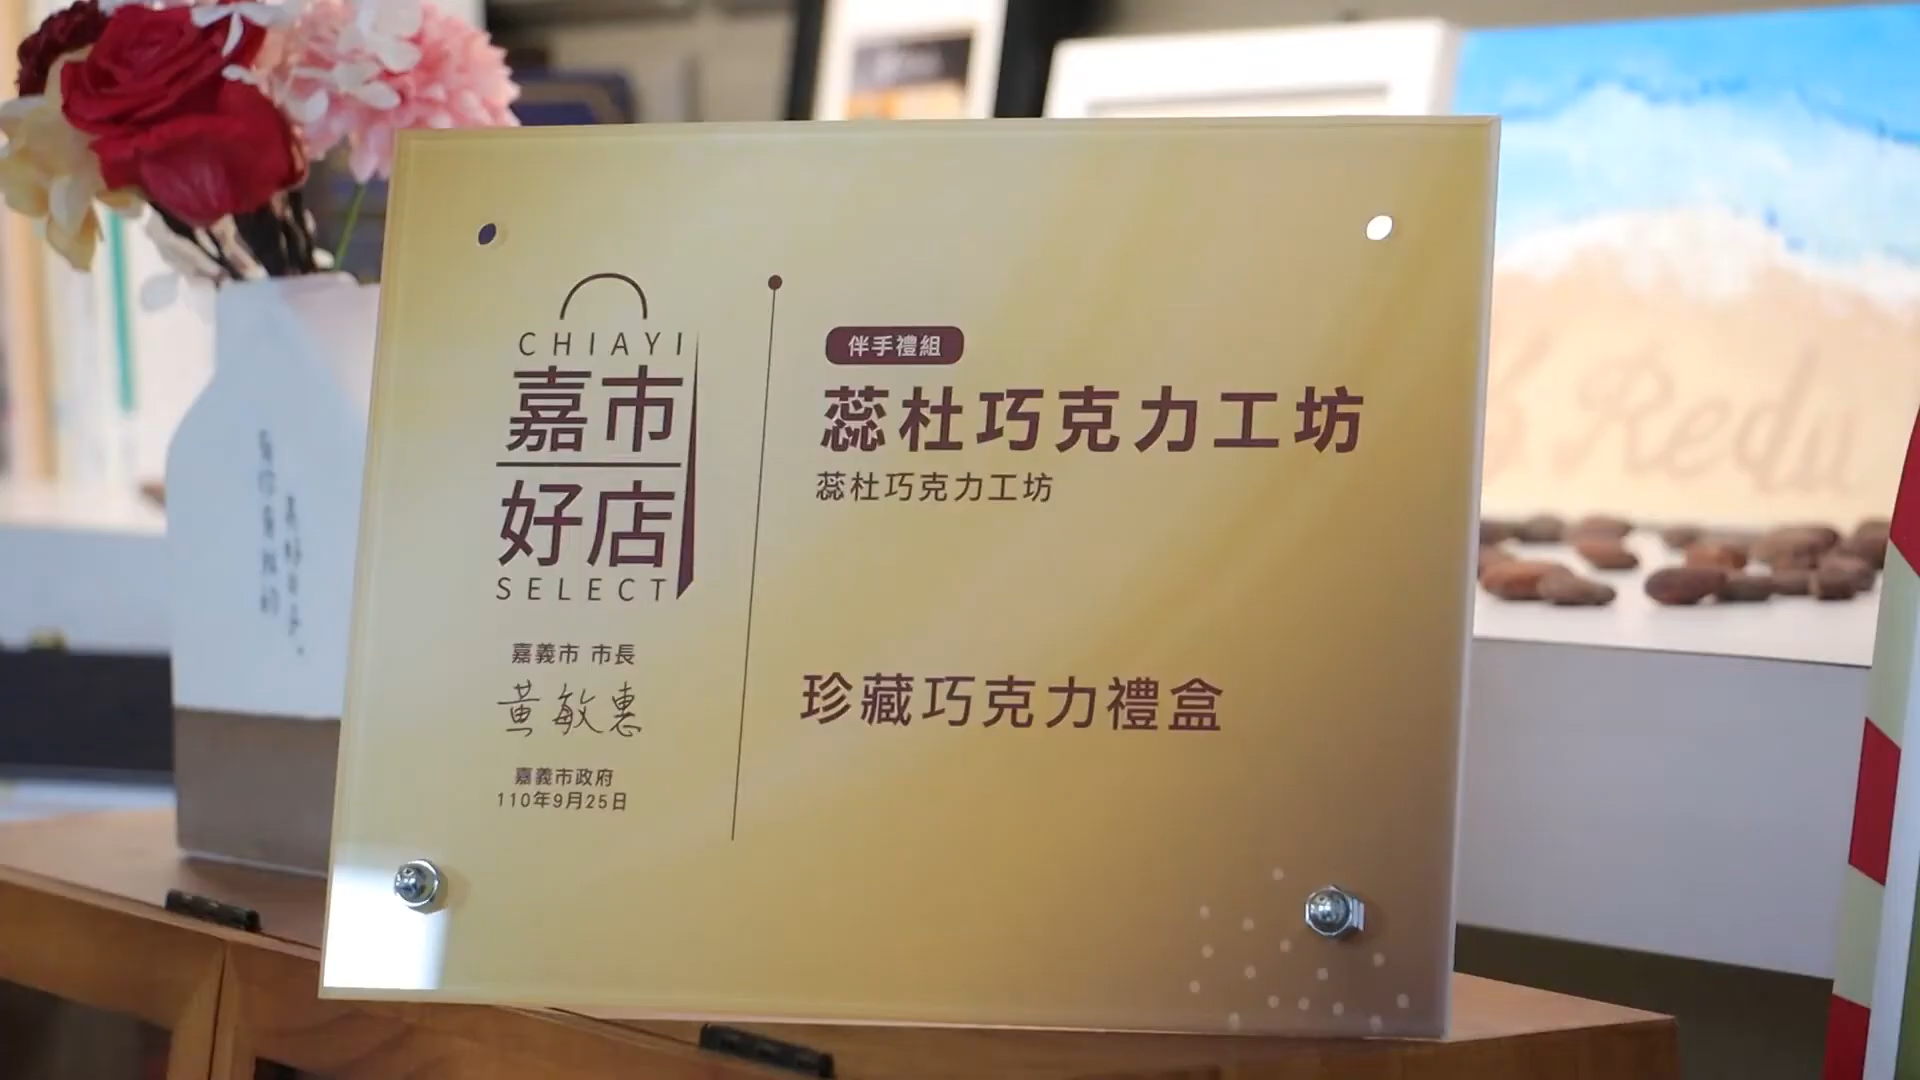 CHIAYI
嘉市
好店
SELECT
嘉義市 市長
黃敏惠
嘉義市政府
110年9月25日
伴手禮組
蕊杜巧克力工坊
蕊杜巧克力工坊
珍藏巧克力禮盒
Redu